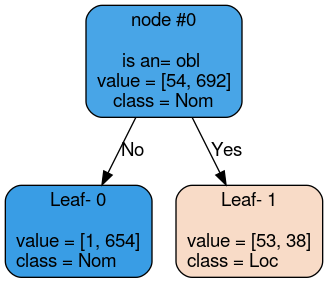 node #0
is an= obl
value = [54, 692]
class = Nom
No
Yes
Leaf- 0
value = [1, 654]
class = Nom
Leaf- 1
value = [53, 38]
class = Loc